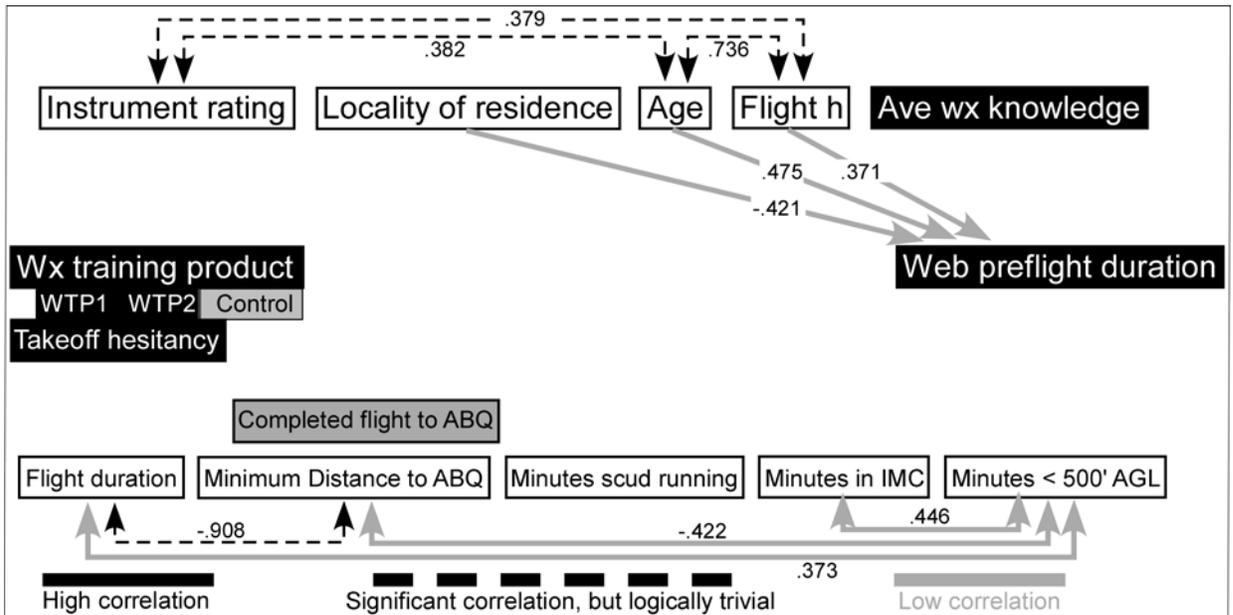 .379
.382
.736
Instrument rating
Locality of residence
Age
Flight h
Ave wx knowledge
.475
.371
-.421
Wx training product
Web preflight duration
WTP1 WTP2 Control
Takeoff hesitancy
Completed flight to ABQ
Flight duration
Minimum Distance to ABQ
Minutes scud running
Minutes in IMC
Minutes < 500' AGL
-.908
-.422
.446
.373
High correlation
Significant correlation, but logically trivial
Low correlation